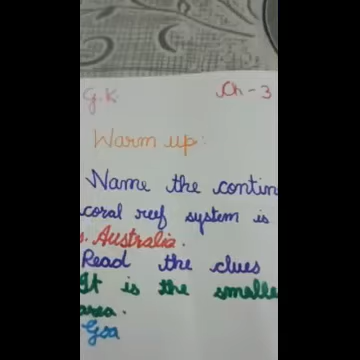 G.K. Ch - 3
Warm up:
Name the contin
coral reef system is
s. Australia.
Read the clues
It is the smalle
area.